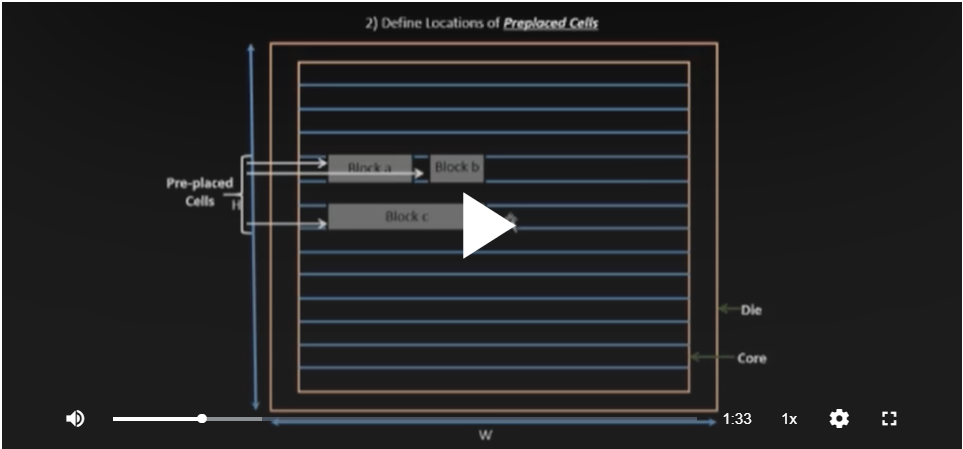 2) Define Locations of Preplaced Cells
Block a
Block b
Pre-placed
Cells
H
Block c
Die
Core
1:33
1x
W